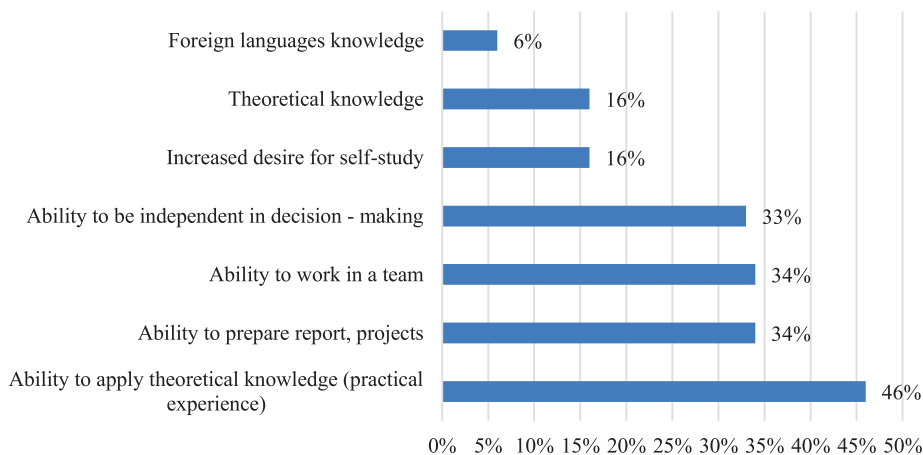 Foreign languages knowledge 6%
Theoretical knowledge 16%
Increased desire for self-study 16%
Ability to be independent in decision - making 33%
Ability to work in a team 34%
Ability to prepare report, projects 34%
Ability to apply theoretical knowledge (practical
experience) 46%
0% 5% 10% 15% 20% 25% 30% 35% 40% 45% 50%